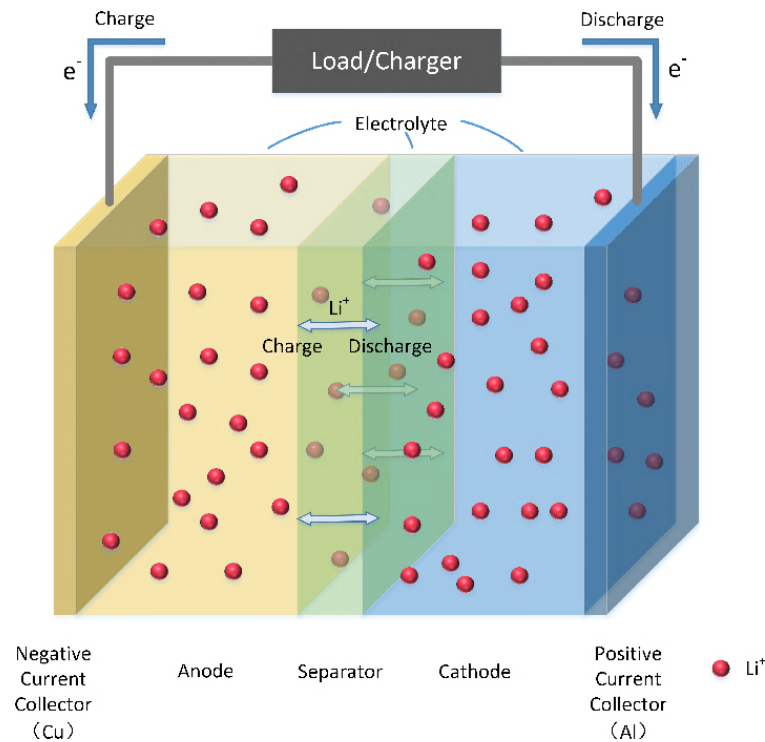 Charge
Discharge
e-
Load/Charger
e-
Electrolyte
Li+
Charge
Discharge
Negative
Current
Collector
（Cu）
Anode
Separator
Cathode
Positive
Current
Collector
（Al）
Li+